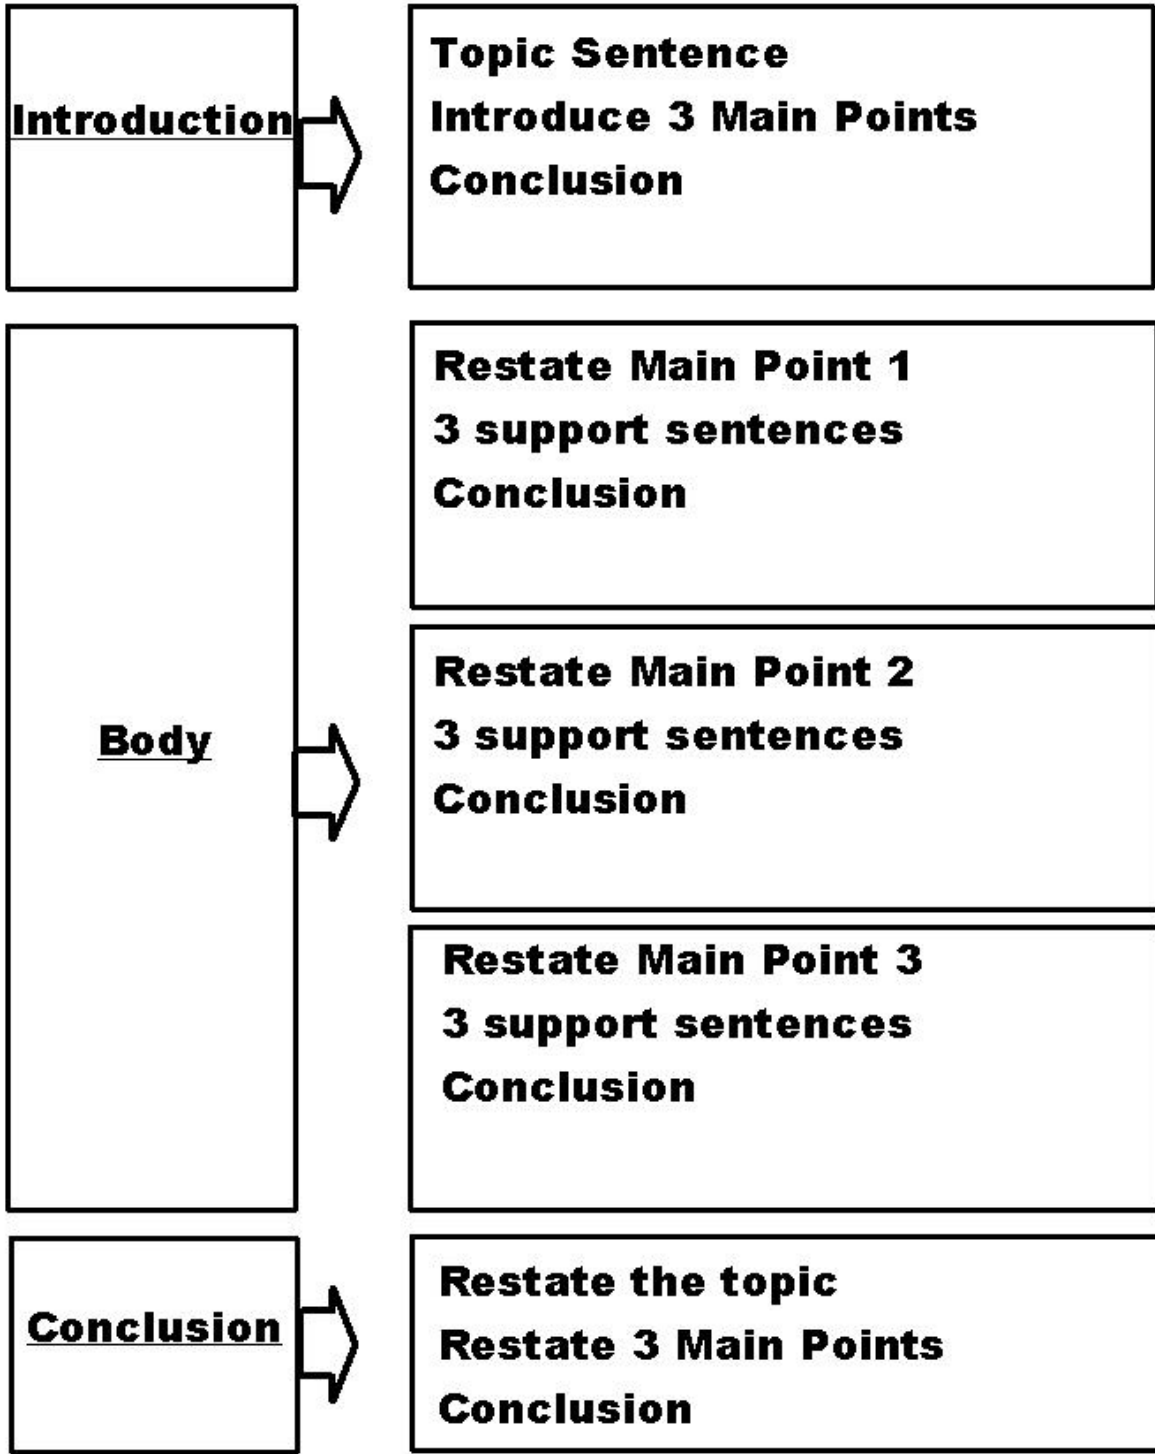 Introduction
Topic Sentence
Introduce 3 Main Points
Conclusion
Body
Restate Main Point 1
3 support sentences
Conclusion
Restate Main Point 2
3 support sentences
Conclusion
Restate Main Point 3
3 support sentences
Conclusion
Conclusion
Restate the topic
Restate 3 Main Points
Conclusion